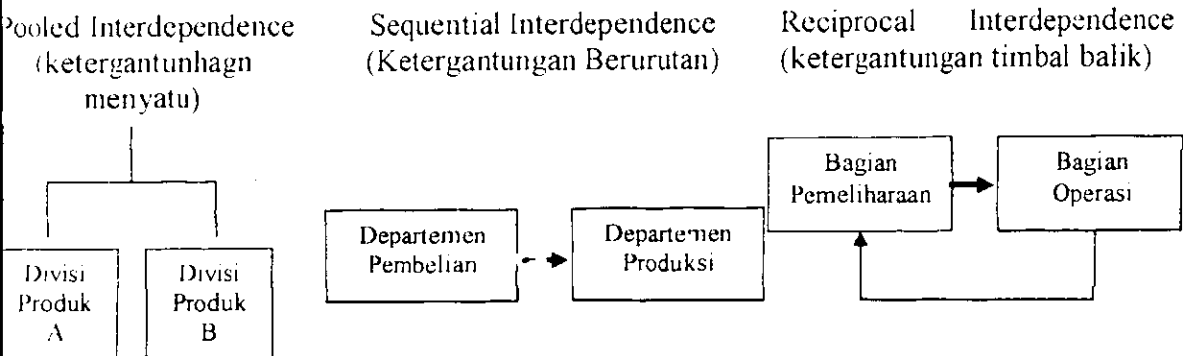 Pooled Interdependence
(ketergantunhagn
menyatu)
Sequential Interdependence
(Ketergantungan Berurutan)
Reciprocal Interdependence
(ketergantungan timbal balik)
Divisi
Produk
A
Divisi
Produk
B
Departemen
Pembelian
Departemen
Produksi
Bagian
Pemeliharaan
Bagian
Operasi